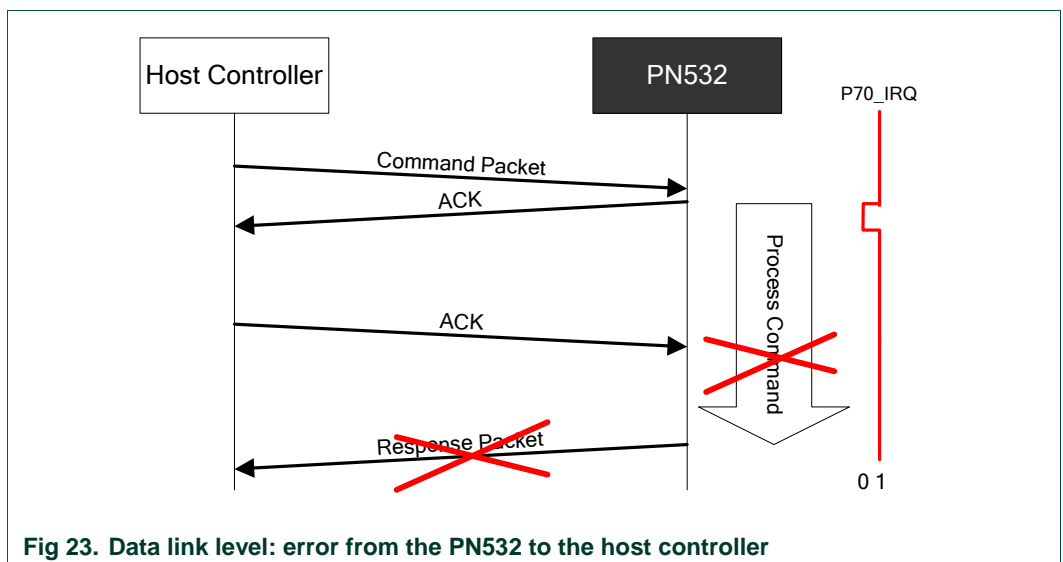 Host Controller
PN532
P70_IRQ
Command Packet
ACK
Process Command
ACK
Response Packet
0 1
Fig 23. Data link level: error from the PN532 to the host controller